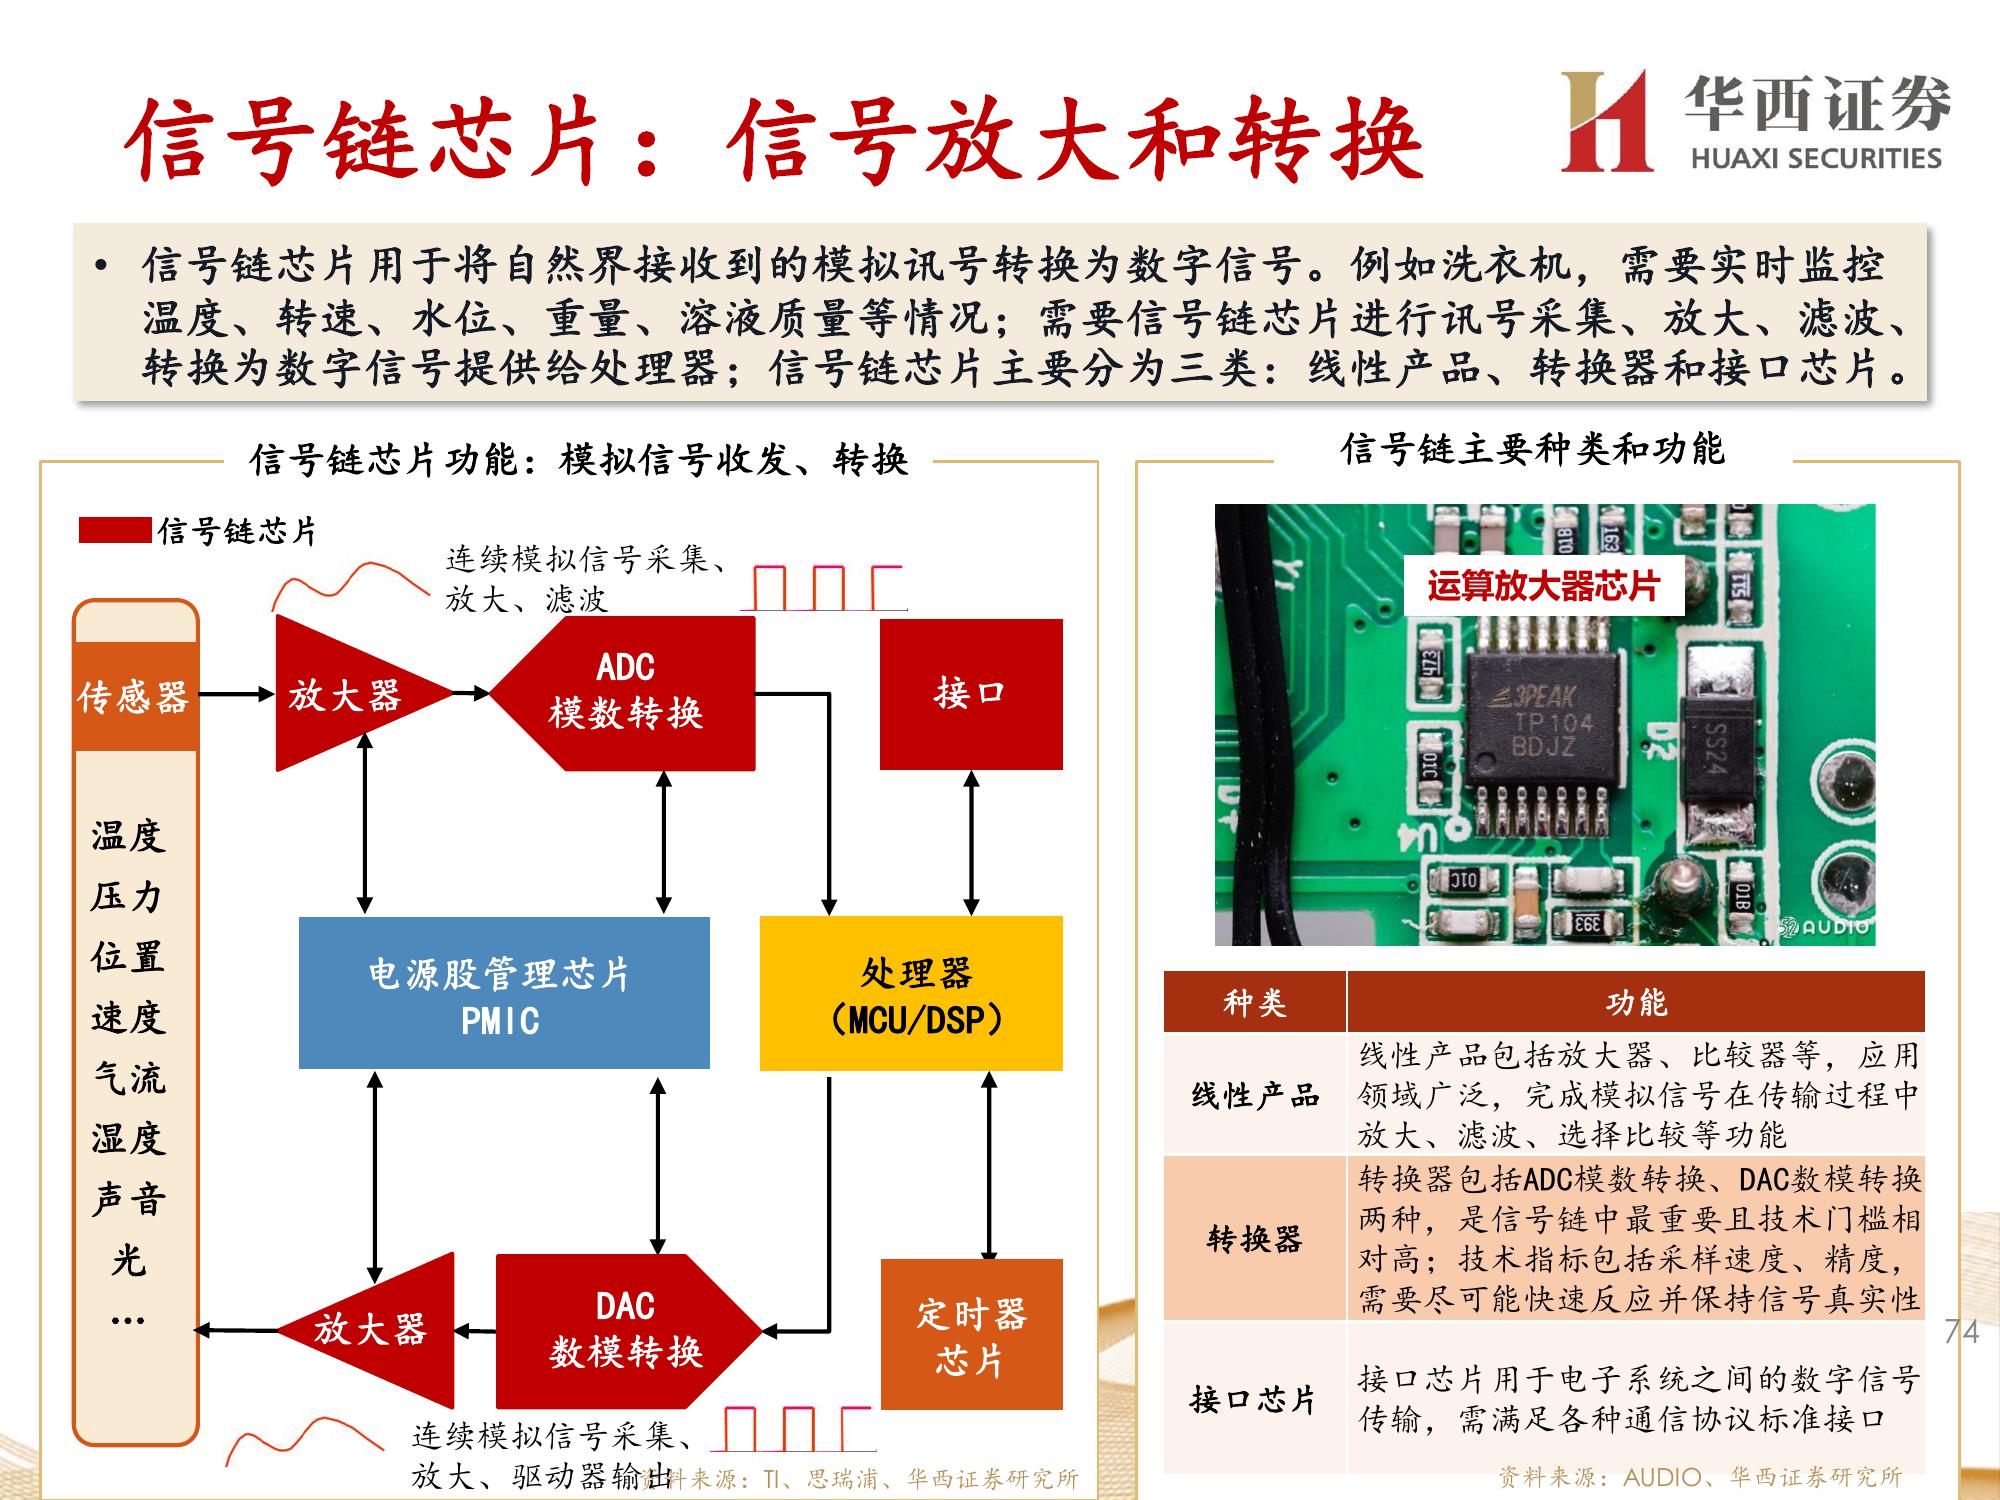 信号链芯片：信号放大和转换
华西证券
HUAXI SECURITIES
• 信号链芯片用于将自然界接收到的模拟讯号转换为数字信号。例如洗衣机，需要实时监控
温度、转速、水位、重量、溶液质量等情况；需要信号链芯片进行讯号采集、放大、滤波、
转换为数字信号提供给处理器；信号链芯片主要分为三类：线性产品、转换器和接口芯片。
信号链芯片功能：模拟信号收发、转换
信号链芯片
连续模拟信号采集、
放大、滤波
传感器
放大器
ADC
模数转换
接口
温度
压力
位置
速度
气流
湿度
声音
光
…
电源股管理芯片
PMIC
处理器
（MCU/DSP）
放大器
DAC
数模转换
定时器
芯片
连续模拟信号采集、
放大、驱动器输出
资料来源：TI、思瑞浦、华西证券研究所
信号链主要种类和功能
运算放大器芯片
01B
163
511
473
3PEAK
TP104
BDJZ
SS24
D2
01C
U4
01C
393
01B
52AUDIO
种类
功能
线性产品
线性产品包括放大器、比较器等，应用
领域广泛，完成模拟信号在传输过程中
放大、滤波、选择比较等功能
转换器
转换器包括ADC模数转换、DAC数模转换
两种，是信号链中最重要且技术门槛相
对高；技术指标包括采样速度、精度，
需要尽可能快速反应并保持信号真实性
接口芯片
接口芯片用于电子系统之间的数字信号
传输，需满足各种通信协议标准接口
资料来源：AUDIO、华西证券研究所
74